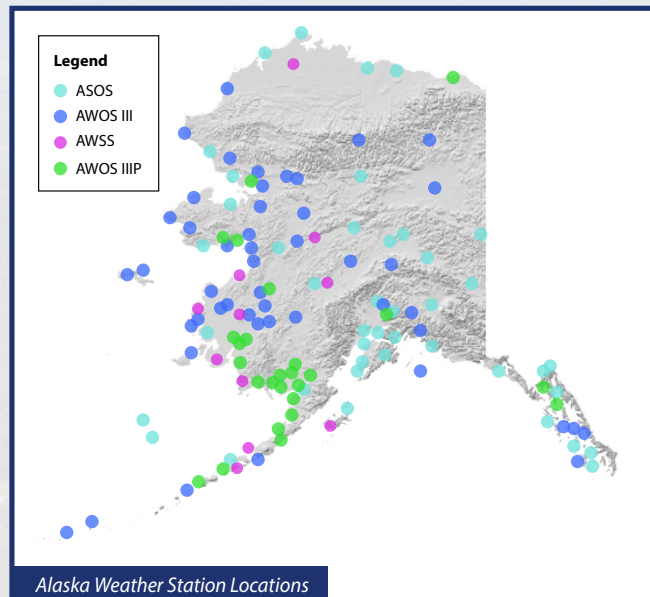 Legend
ASOS
AWOS III
AWSS
AWOS IIIP
Alaska Weather Station Locations